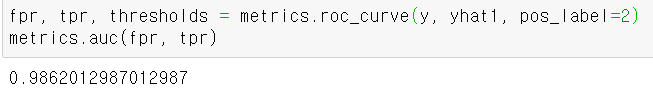 fpr, tpr, thresholds = metrics.roc_curve(y, yhat1, pos_label=2)
metrics.auc(fpr, tpr)
0.9862012987012987